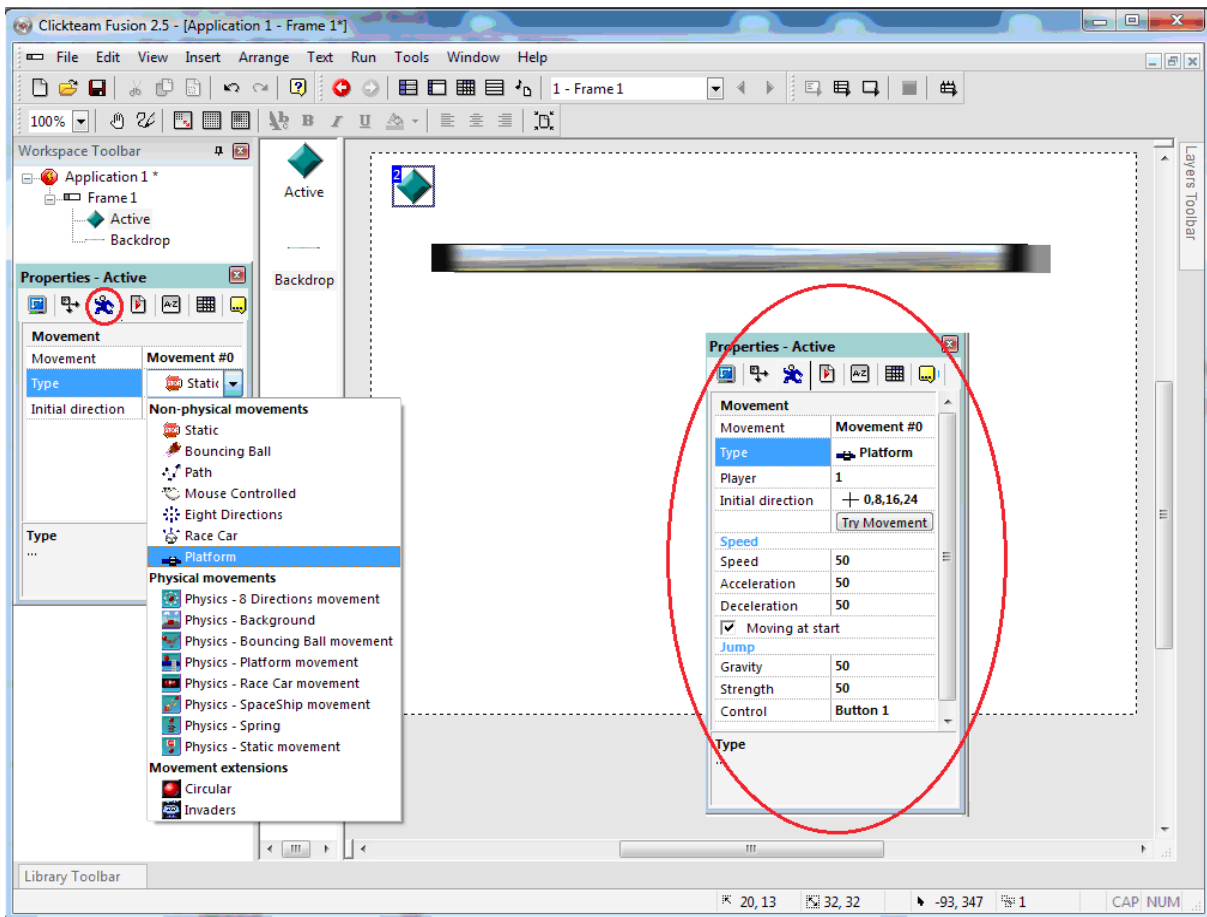 Clickteam Fusion 2.5 - [Application 1 - Frame 1*]
File Edit View Insert Arrange Text Run Tools Window Help
1 - Frame 1
100%
Workspace Toolbar
Application 1 *
Frame 1
Active
Backdrop
Active
Backdrop
2
Layers Toolbar
Properties - Active
Movement
Movement Movement #0
Type Static
Initial direction
Non-physical movements
Static
Bouncing Ball
Path
Mouse Controlled
Eight Directions
Race Car
Platform
Physical movements
Physics - 8 Directions movement
Physics - Background
Physics - Bouncing Ball movement
Physics - Platform movement
Physics - Race Car movement
Physics - SpaceShip movement
Physics - Spring
Physics - Static movement
Movement extensions
Circular
Invaders
Type
...
Properties - Active
Movement
Movement Movement #0
Type Platform
Player 1
Initial direction 0,8,16,24
Try Movement
Speed
Speed 50
Acceleration 50
Deceleration 50
Moving at start
Jump
Gravity 50
Strength 50
Control Button 1
Type
...
Library Toolbar
20, 13 32, 32 -93, 347 1 CAP NUM